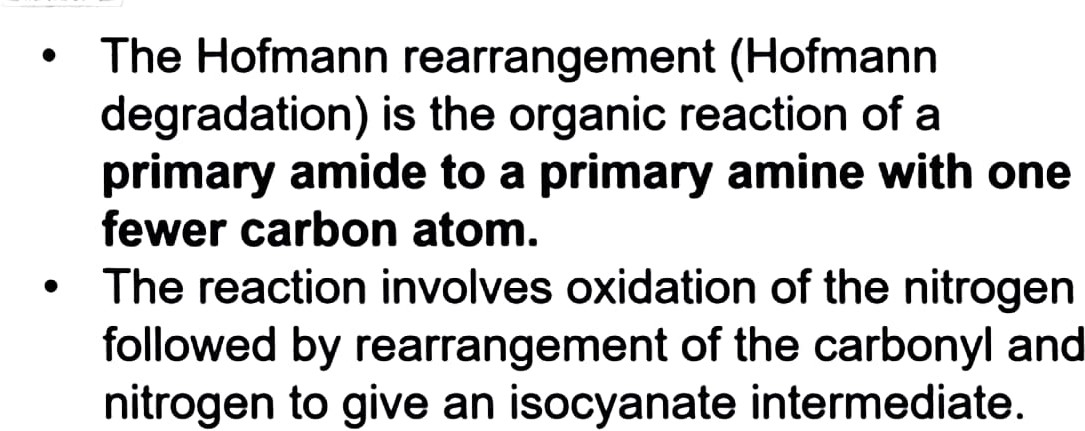 • The Hofmann rearrangement (Hofmann
degradation) is the organic reaction of a
primary amide to a primary amine with one
fewer carbon atom.
• The reaction involves oxidation of the nitrogen
followed by rearrangement of the carbonyl and
nitrogen to give an isocyanate intermediate.